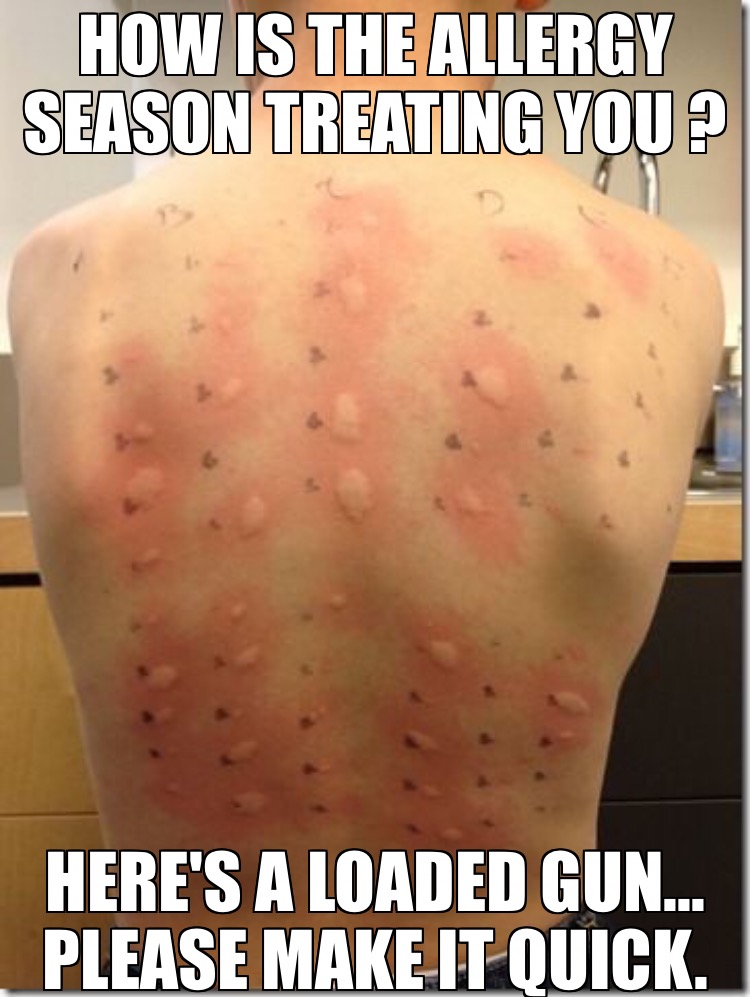 HOW IS THE ALLERGY
SEASON TREATING YOU ?
B C D
HERE'S A LOADED GUN...
PLEASE MAKE IT QUICK.